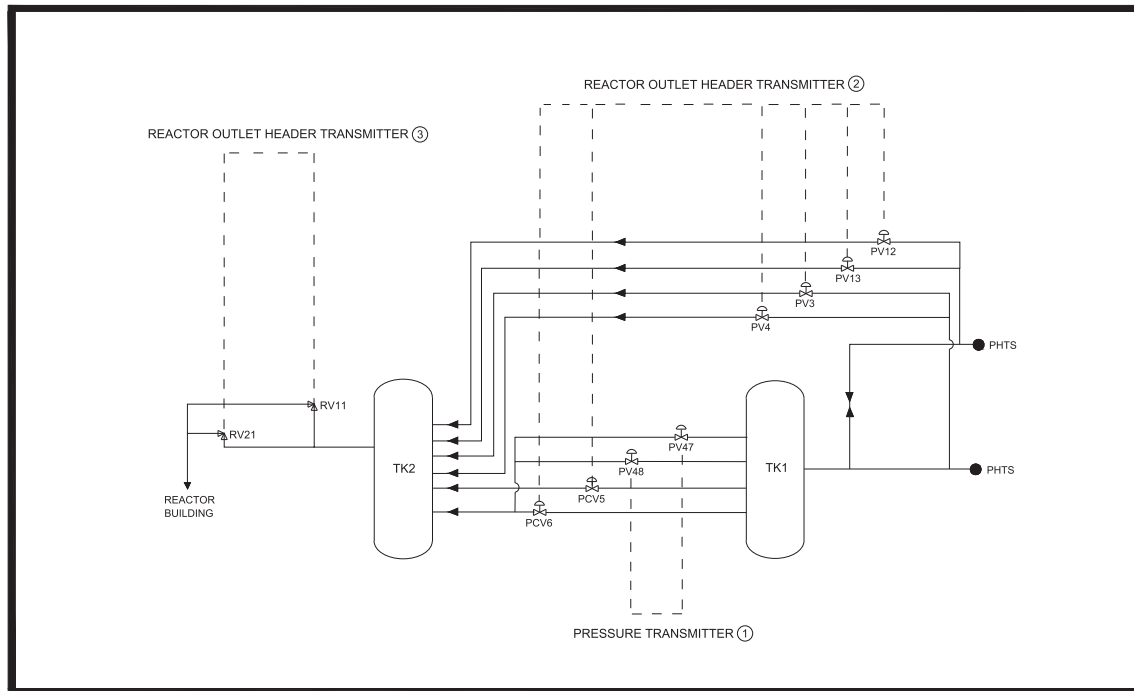 REACTOR OUTLET HEADER TRANSMITTER ②
REACTOR OUTLET HEADER TRANSMITTER ③
PV12
PV13
PV3
PV4
PHTS
RV11
RV21
PV47
TK2
PV48
TK1
PHTS
REACTOR
BUILDING
PCV5
PCV6
PRESSURE TRANSMITTER ①